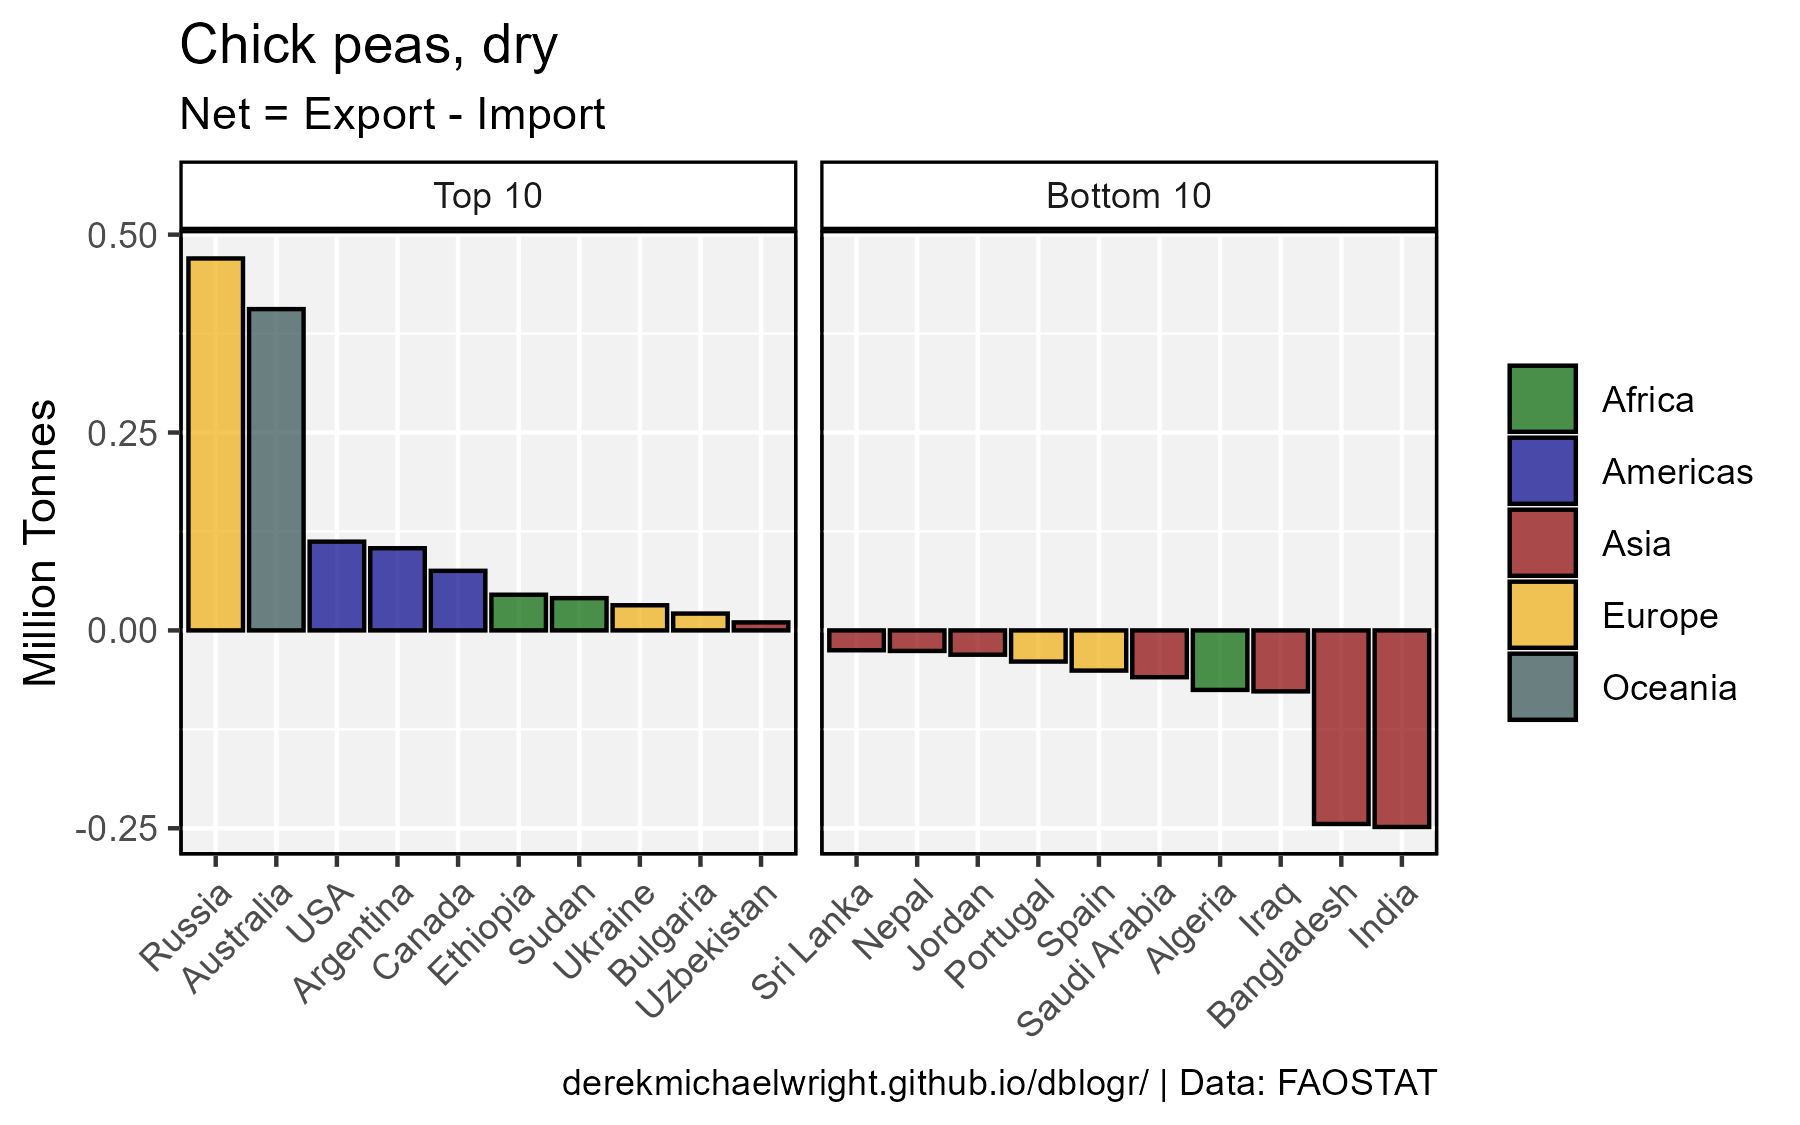 Chick peas, dry
Net = Export - Import
Top 10
Bottom 10
Million Tonnes
0.50
0.25
0.00
-0.25
Russia
Australia
USA
Argentina
Canada
Ethiopia
Sudan
Ukraine
Bulgaria
Uzbekistan
Sri Lanka
Nepal
Jordan
Portugal
Spain
Saudi Arabia
Algeria
Iraq
Bangladesh
India
Africa
Americas
Asia
Europe
Oceania
derekmichaelwright.github.io/dblogr/ | Data: FAOSTAT